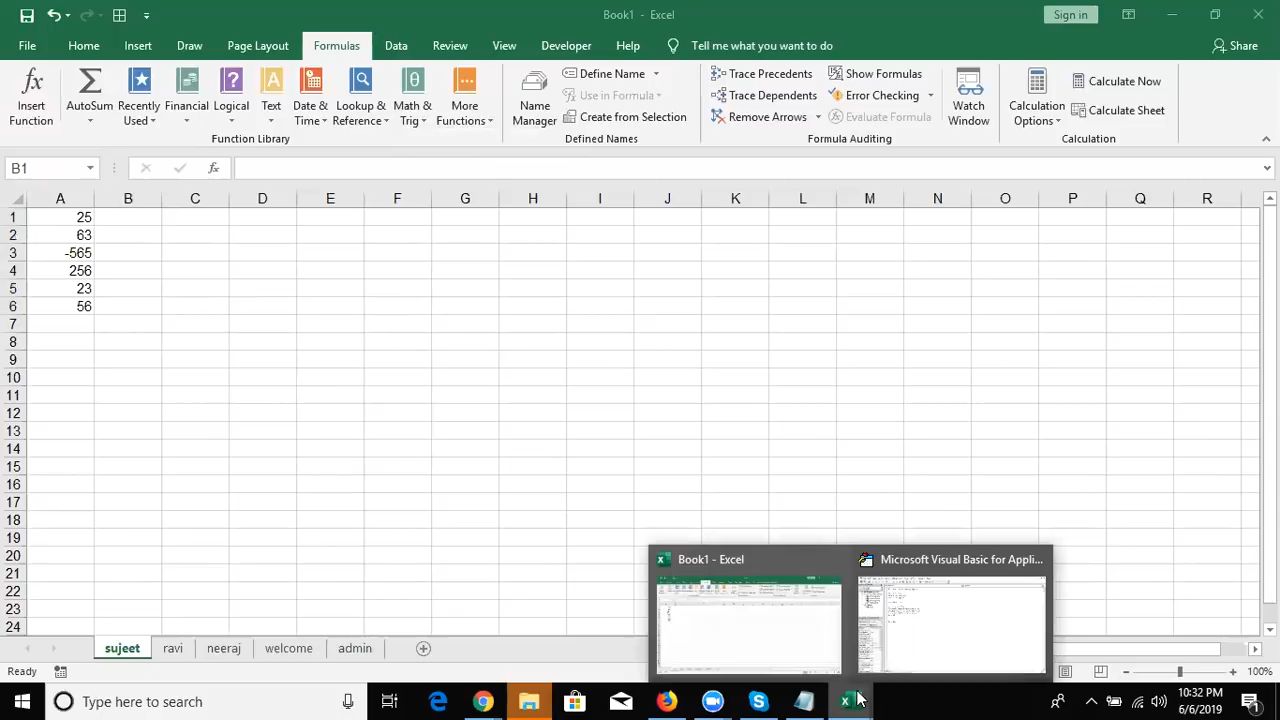 Book1 - Excel
Sign in
File Home Insert Draw Page Layout Formulas Data Review View Developer Help Tell me what you want to do Share
Insert Function
AutoSum
Recently Used
Financial
Logical
Text
Date & Time
Lookup & Reference
Math & Trig
More Functions
Function Library
Name Manager
Define Name
Use in Formula
Create from Selection
Defined Names
Trace Precedents
Trace Dependents
Remove Arrows
Show Formulas
Error Checking
Evaluate Formula
Formula Auditing
Watch Window
Calculation Options
Calculate Now
Calculate Sheet
Calculation
B1
fx
A B C D E F G H I J K L M N O P Q R
1 25
2 63
3 -565
4 256
5 23
6 56
7
8
9
10
11
12
13
14
15
16
17
18
19
20
21
22
23
24
Book1 - Excel
Microsoft Visual Basic for Appli...
sujeet ravi neeraj welcome admin
Ready
100%
Type here to search
10:32 PM
6/6/2019
1